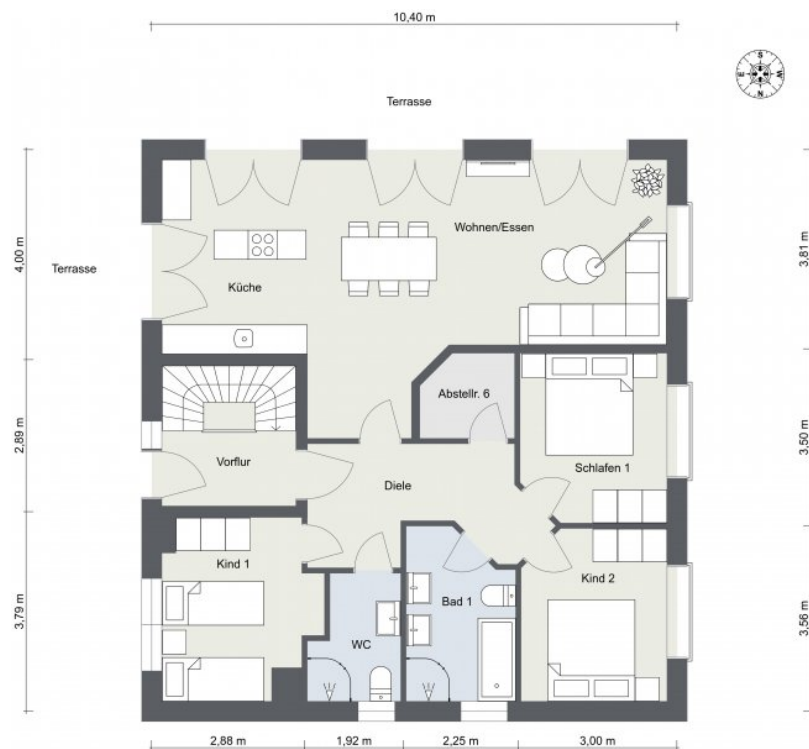 10,40 m
S
E W
N
Terrasse
Wohnen/Essen
4,00 m
3,81 m
Terrasse
Küche
Abstellr. 6
2,89 m
3,50 m
Vorflur
Schlafen 1
Diele
Kind 1
Kind 2
Bad 1
3,79 m
3,56 m
WC
2,88 m 1,92 m 2,25 m 3,00 m